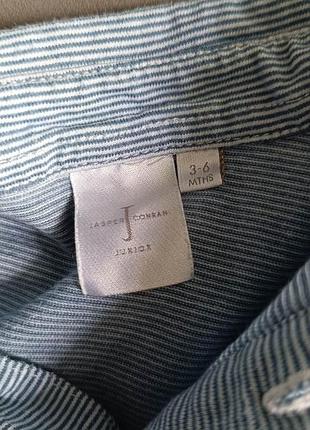 J
JASPER CONRAN
JUNIOR
3-6
MTHS